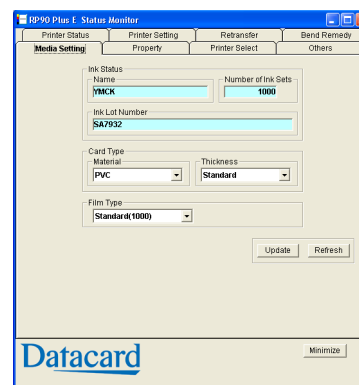 RP90 Plus E Status Monitor
Printer Status Printer Setting Retransfer Bend Remedy
Media Setting Property Printer Select Others
Ink Status
Name Number of Ink Sets
YMCK 1000
Ink Lot Number
SA7932
Card Type
Material Thickness
PVC Standard
Film Type
Standard(1000)
Update Refresh
Datacard Minimize